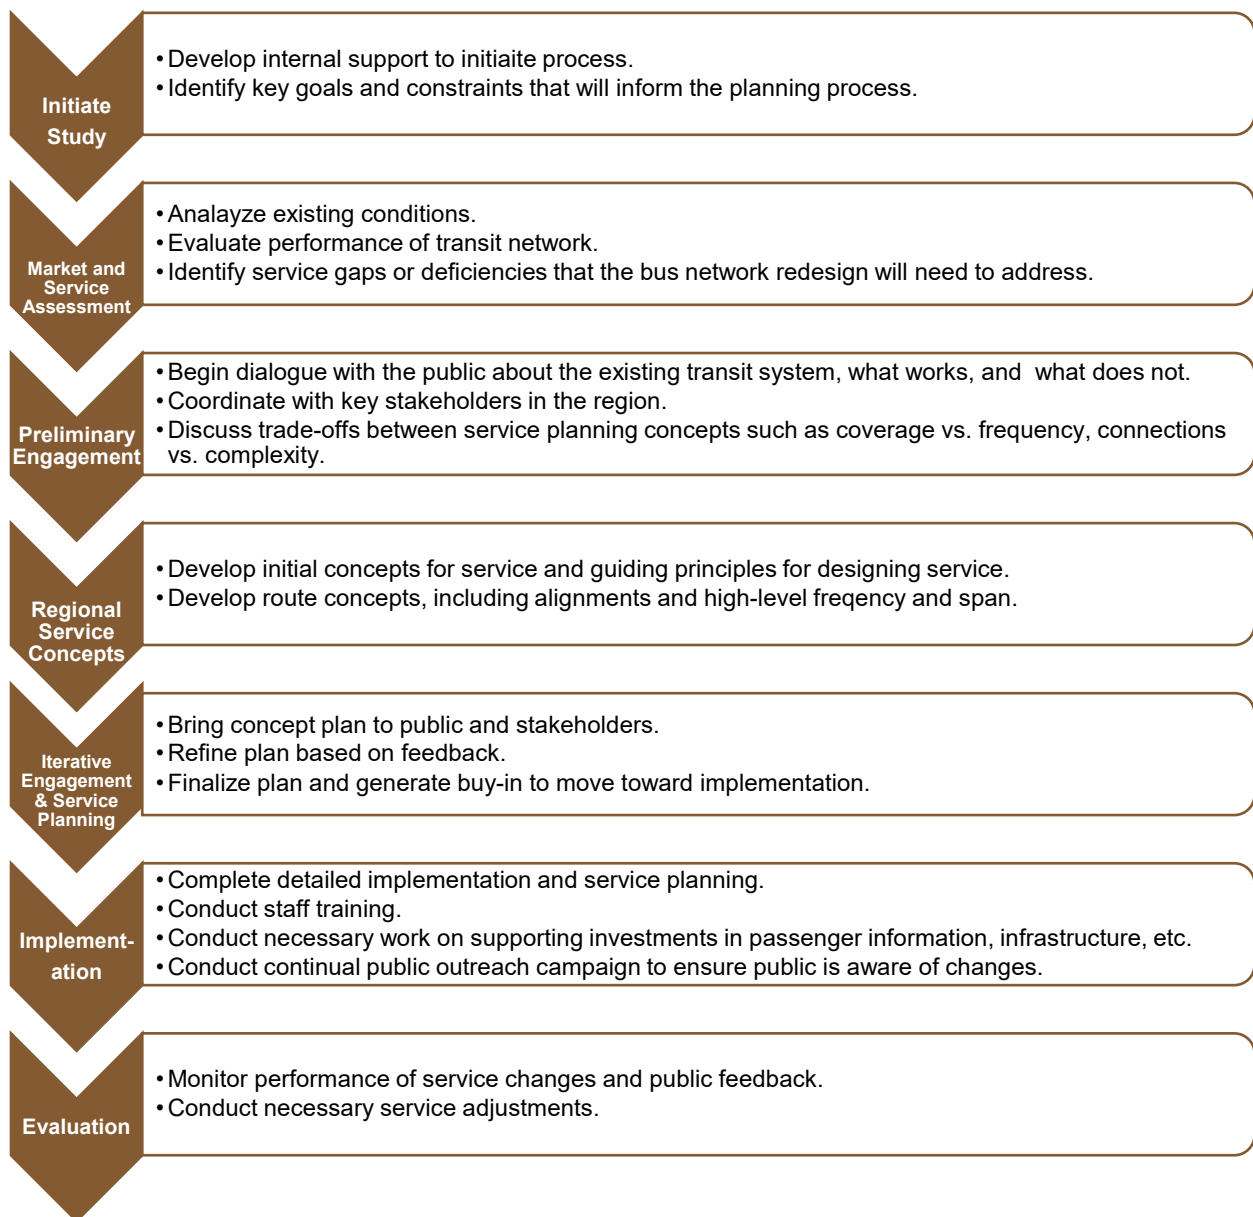 Initiate
Study
• Develop internal support to initiaite process.
• Identify key goals and constraints that will inform the planning process.
Market and
Service
Assessment
• Analayze existing conditions.
• Evaluate performance of transit network.
• Identify service gaps or deficiencies that the bus network redesign will need to address.
Preliminary
Engagement
• Begin dialogue with the public about the existing transit system, what works, and  what does not.
• Coordinate with key stakeholders in the region.
• Discuss trade-offs between service planning concepts such as coverage vs. frequency, connections
vs. complexity.
Regional
Service
Concepts
• Develop initial concepts for service and guiding principles for designing service.
• Develop route concepts, including alignments and high-level freqency and span.
Iterative
Engagement
& Service
Planning
• Bring concept plan to public and stakeholders.
• Refine plan based on feedback.
• Finalize plan and generate buy-in to move toward implementation.
Implement-
ation
• Complete detailed implementation and service planning.
• Conduct staff training.
• Conduct necessary work on supporting investments in passenger information, infrastructure, etc.
• Conduct continual public outreach campaign to ensure public is aware of changes.
Evaluation
• Monitor performance of service changes and public feedback.
• Conduct necessary service adjustments.